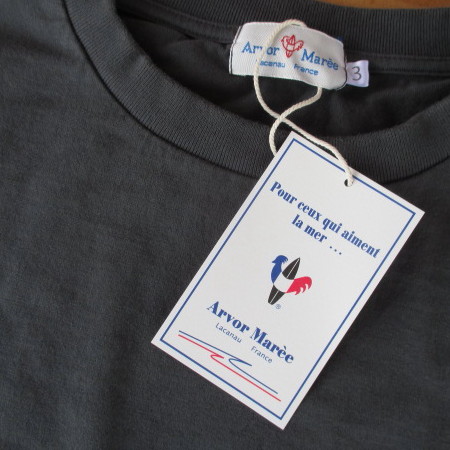 Arvor Marèe
Lacanau France
3
Pour ceux qui aiment
la mer ...
®
Arvor Marèe
Lacanau France